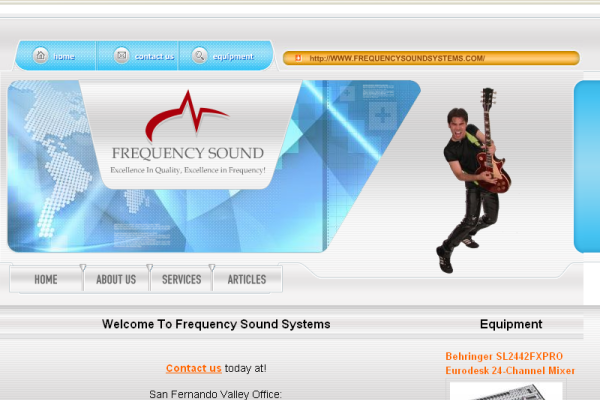 home
contact us
equipment
http://WWW.FREQUENCYSOUNDSYSTEMS.COM/
FREQUENCY SOUND
Excellence In Quality, Excellence in Frequency!
HOME
ABOUT US
SERVICES
ARTICLES
Welcome To Frequency Sound Systems
Equipment
Contact us today at!
San Fernando Valley Office:
Behringer SL2442FXPRO
Eurodesk 24-Channel Mixer